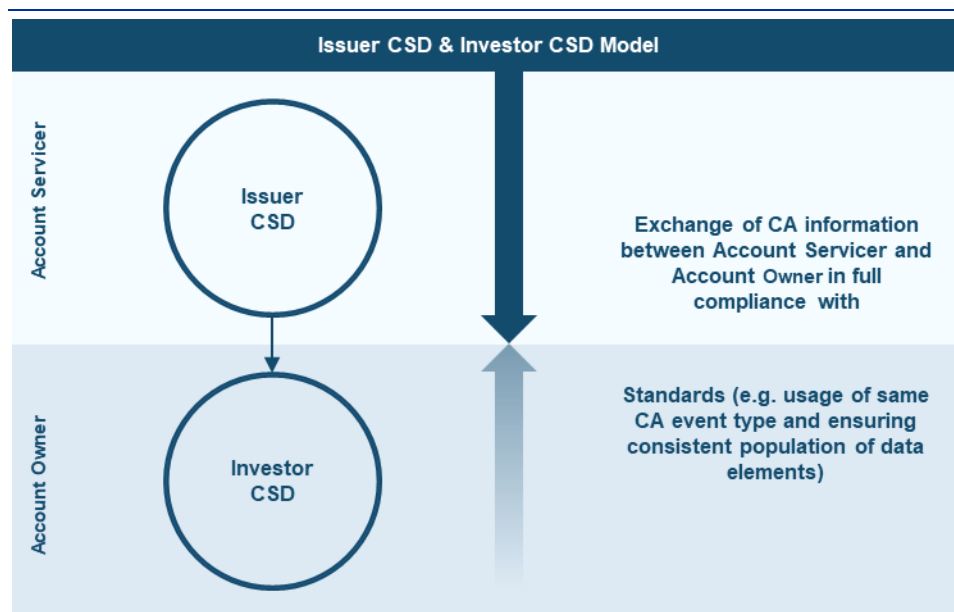 Issuer CSD & Investor CSD Model
Account Servicer
Issuer
CSD
Exchange of CA information
between Account Servicer and
Account Owner in full
compliance with
Account Owner
Investor
CSD
Standards (e.g. usage of same
CA event type and ensuring
consistent population of data
elements)